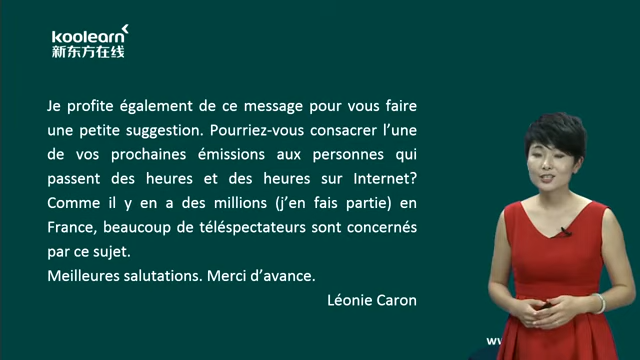 koolearn
新东方在线
Je profite également de ce message pour vous faire
une petite suggestion. Pourriez-vous consacrer l’une
de vos prochaines émissions aux personnes qui
passent des heures et des heures sur Internet?
Comme il y en a des millions (j’en fais partie) en
France, beaucoup de téléspectateurs sont concernés
par ce sujet.
Meilleures salutations. Merci d’avance.
Léonie Caron